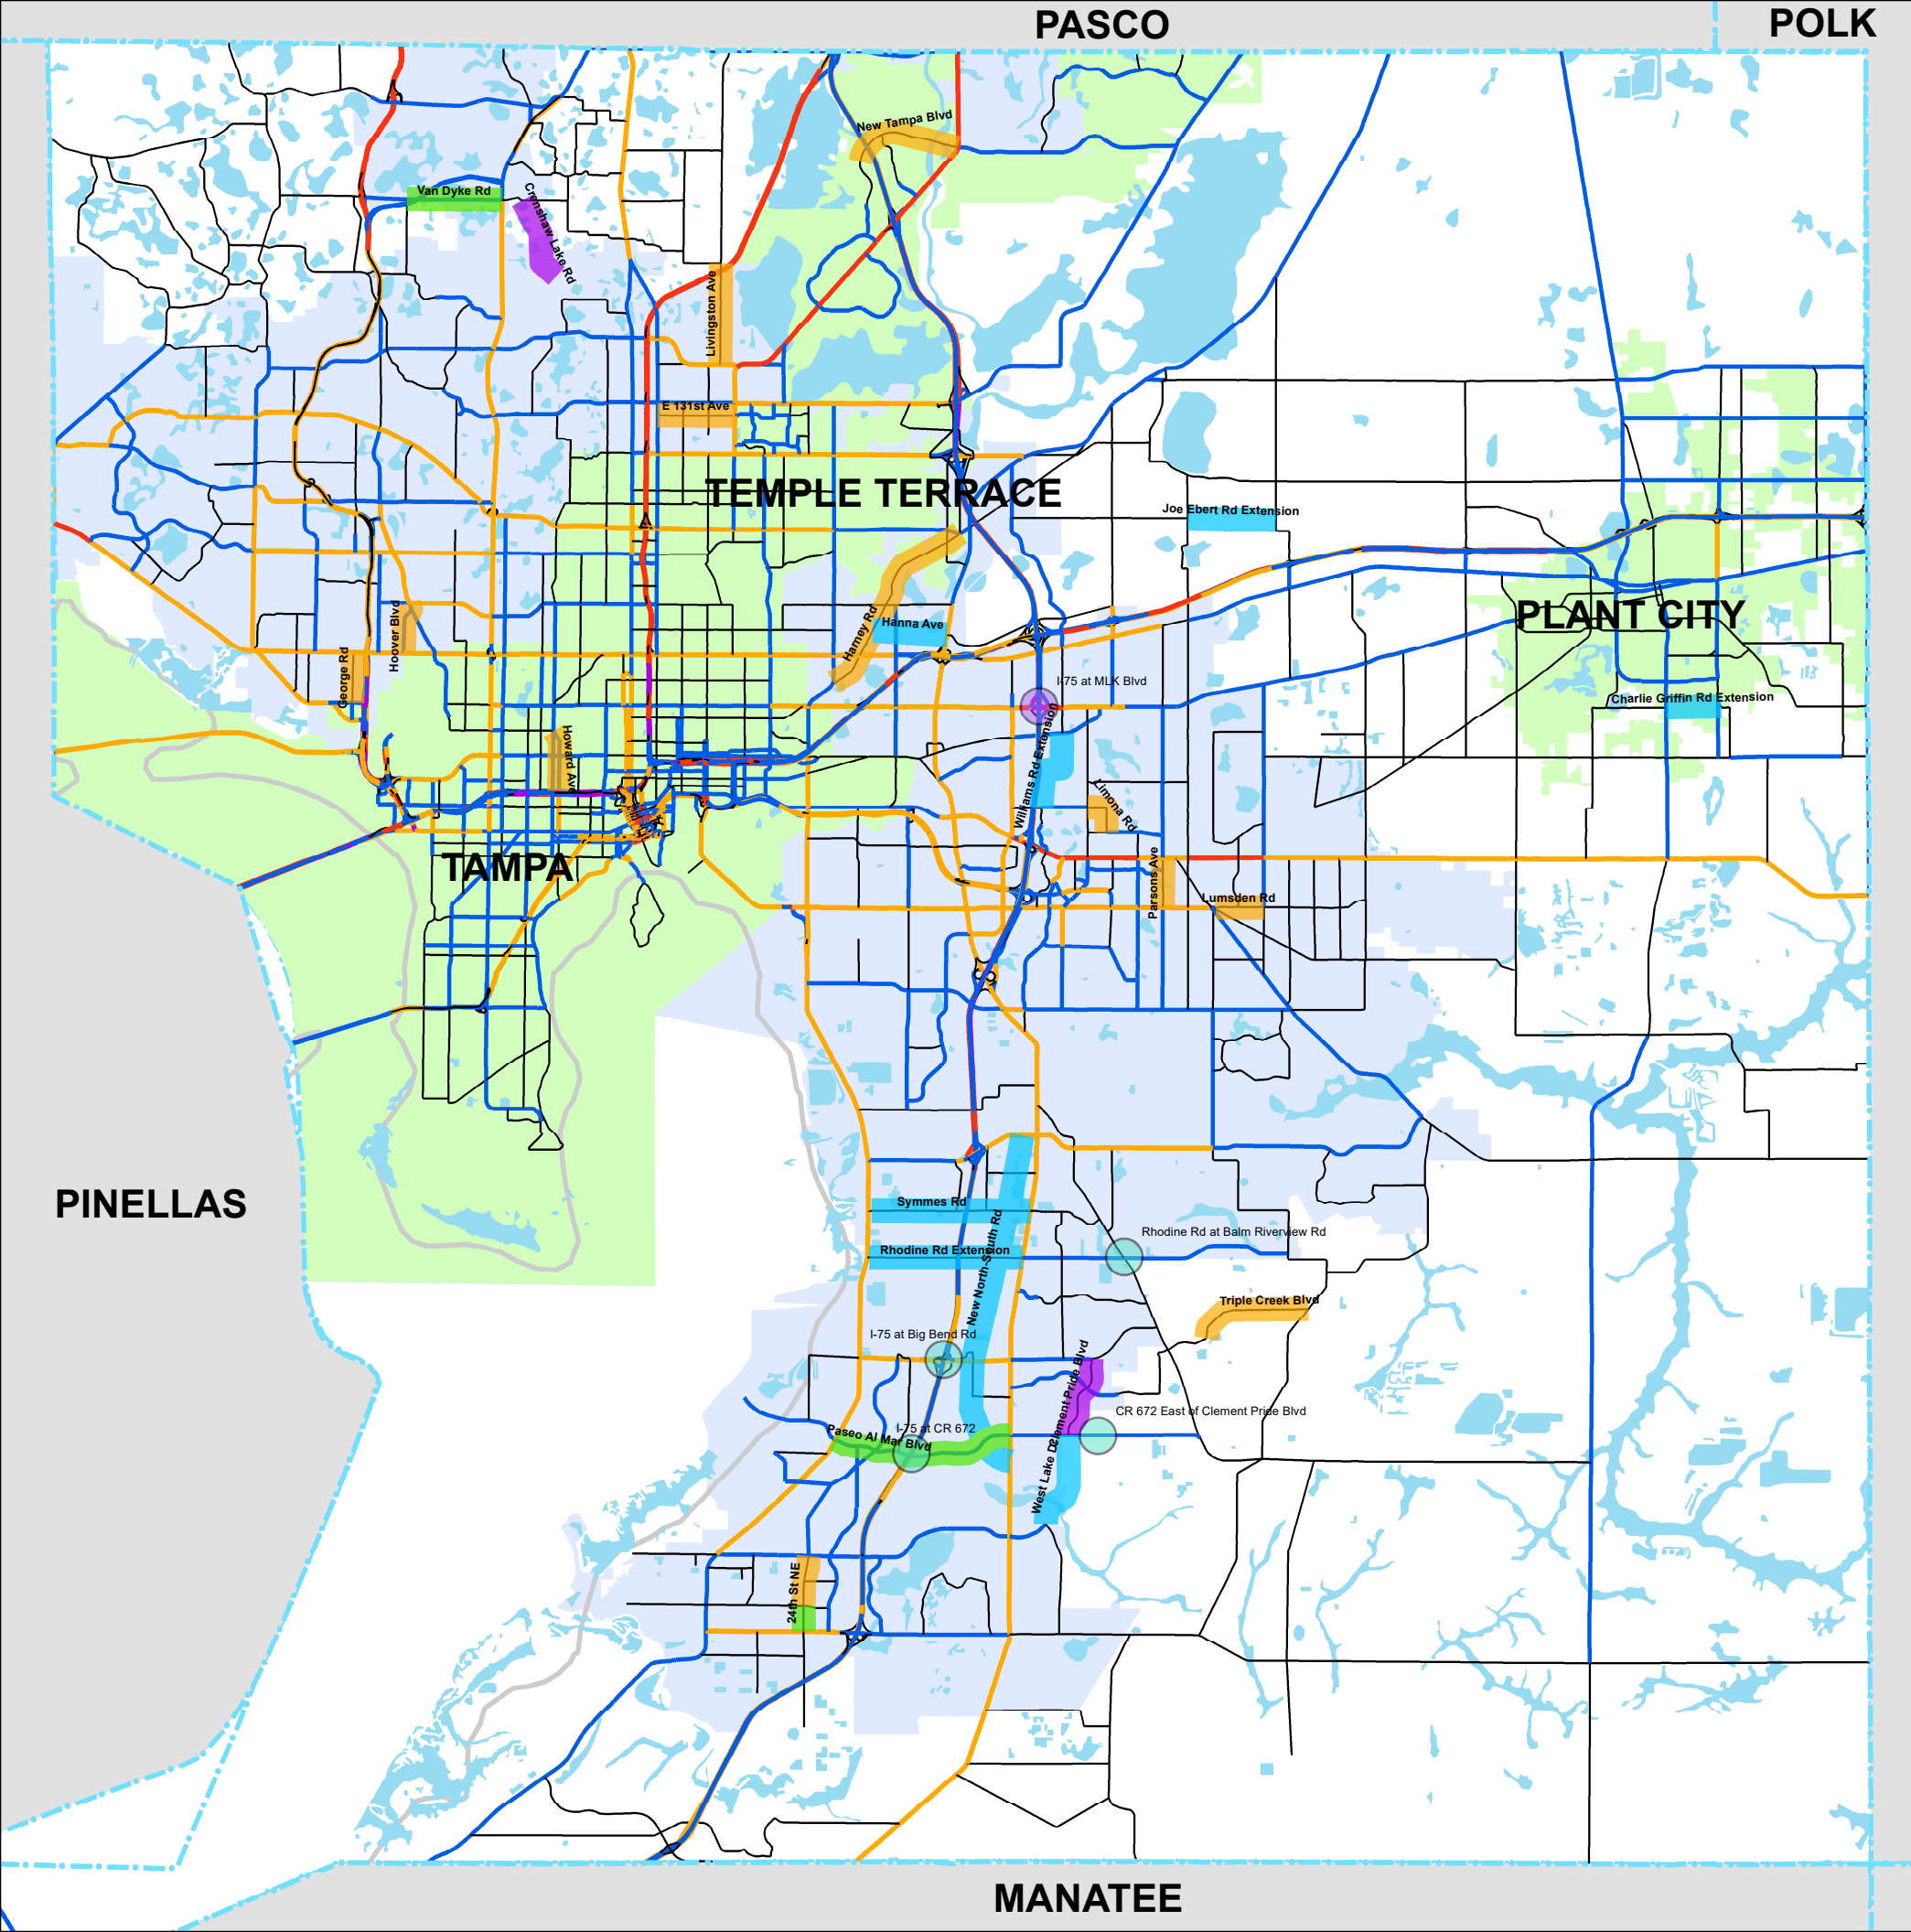 PASCO
POLK
New Tampa Blvd
Van Dyke Rd
Crenshaw Lake Rd
Livingston Ave
E 131st Ave
TEMPLE TERRACE
Joe Ebert Rd Extension
PLANT CITY
Harney Rd
Hanna Ave
Hoover Blvd
George Rd
I-75 at MLK Blvd
Charlie Griffin Rd Extension
Howard Ave
Williams Rd Extension
Limona Rd
TAMPA
Parsons Ave
Lumsden Rd
PINELLAS
Symmes Rd
Rhodine Rd at Balm Riverview Rd
Rhodine Rd Extension
New North-South Rd
Triple Creek Blvd
I-75 at Big Bend Rd
Clement Pride Blvd
CR 672 East of Clement Pride Blvd
I-75 at CR 672
Paseo Al Mar Blvd
West Lake
24th St NE
MANATEE